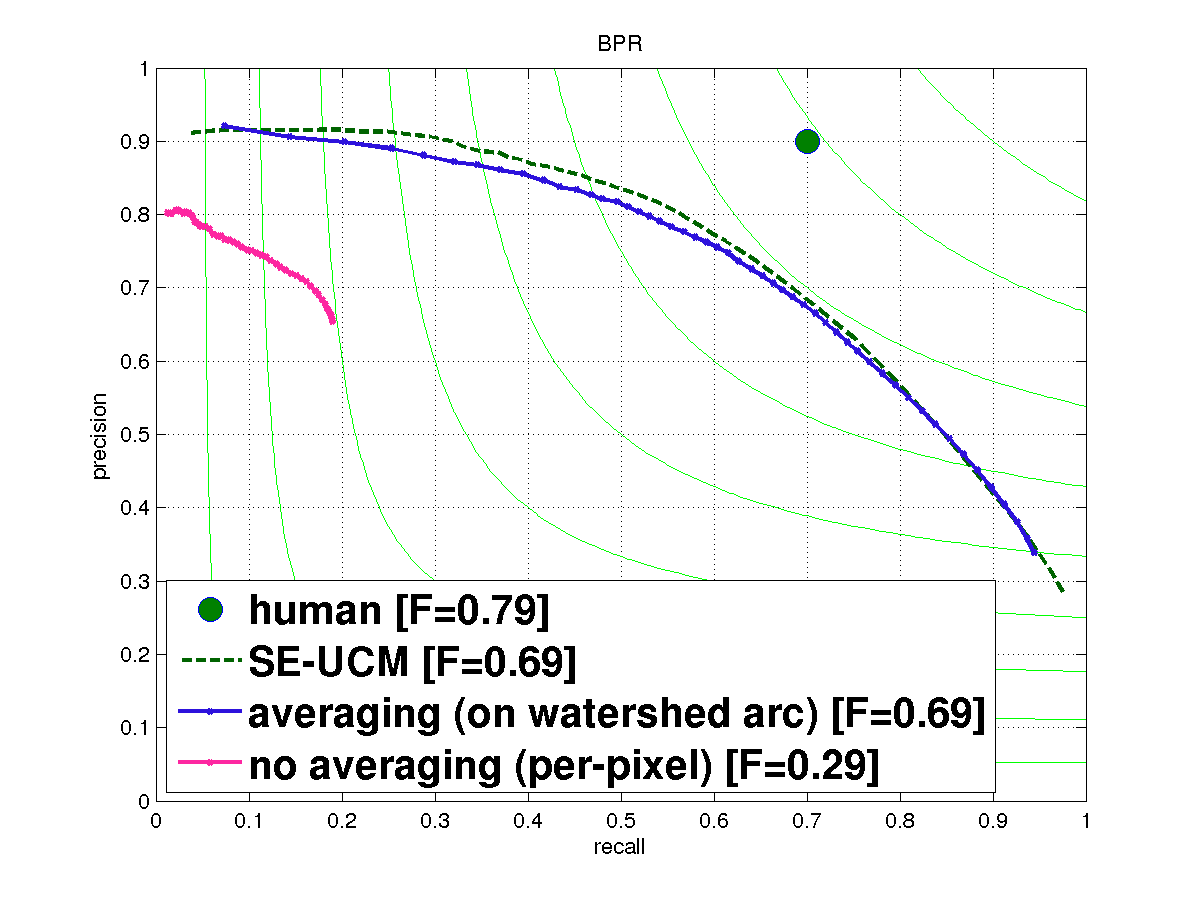 BPR
1
0.9
0.8
0.7
0.6
0.5
0.4
0.3
0.2
0.1
0
precision
human [F=0.79]
SE-UCM [F=0.69]
averaging (on watershed arc) [F=0.69]
no averaging (per-pixel) [F=0.29]
0 0.1 0.2 0.3 0.4 0.5 0.6 0.7 0.8 0.9 1
recall